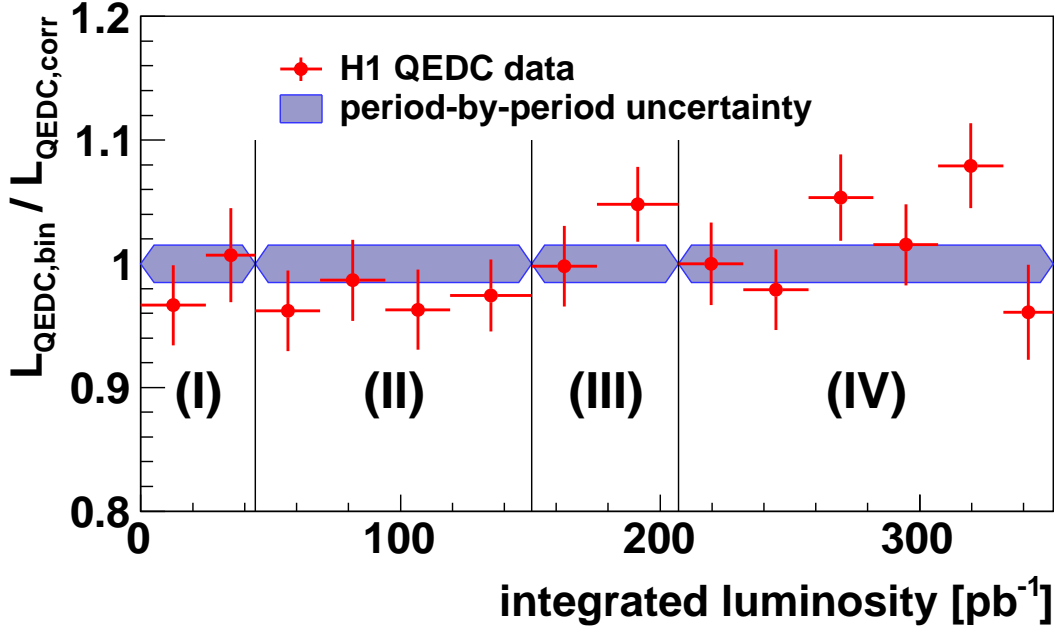 L_QEDC,bin / L_QEDC,corr
1.2
1.1
1
0.9
0.8
H1 QEDC data
period-by-period uncertainty
(I) (II) (III) (IV)
0 100 200 300
integrated luminosity [pb⁻¹]